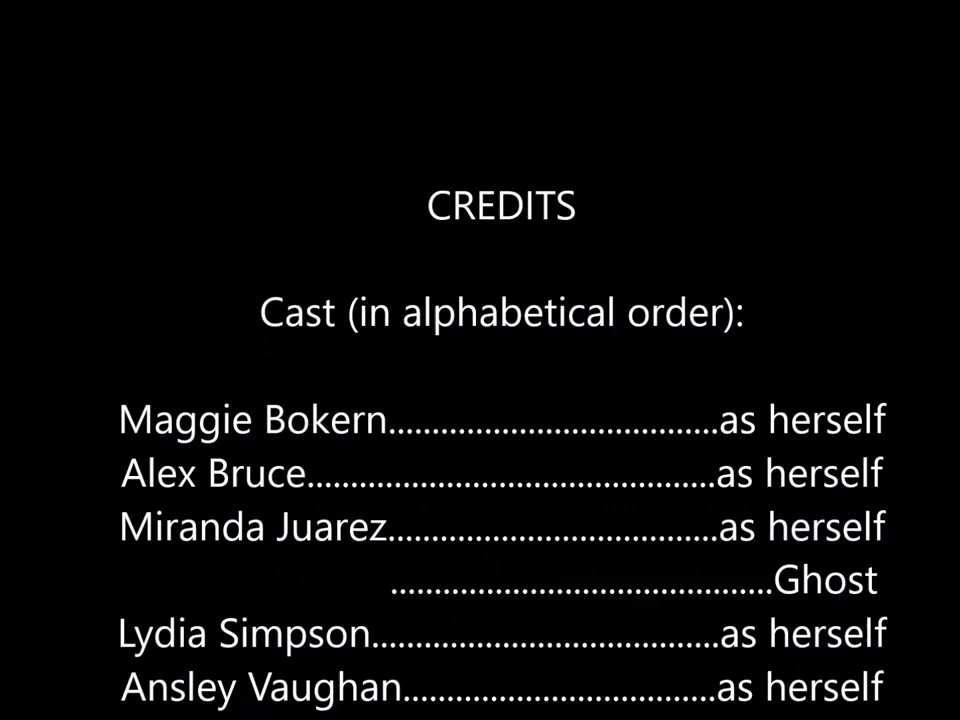 CREDITS
Cast (in alphabetical order):
Maggie Bokern......................................as herself
Alex Bruce...............................................as herself
Miranda Juarez......................................as herself
............................................Ghost
Lydia Simpson........................................as herself
Ansley Vaughan....................................as herself